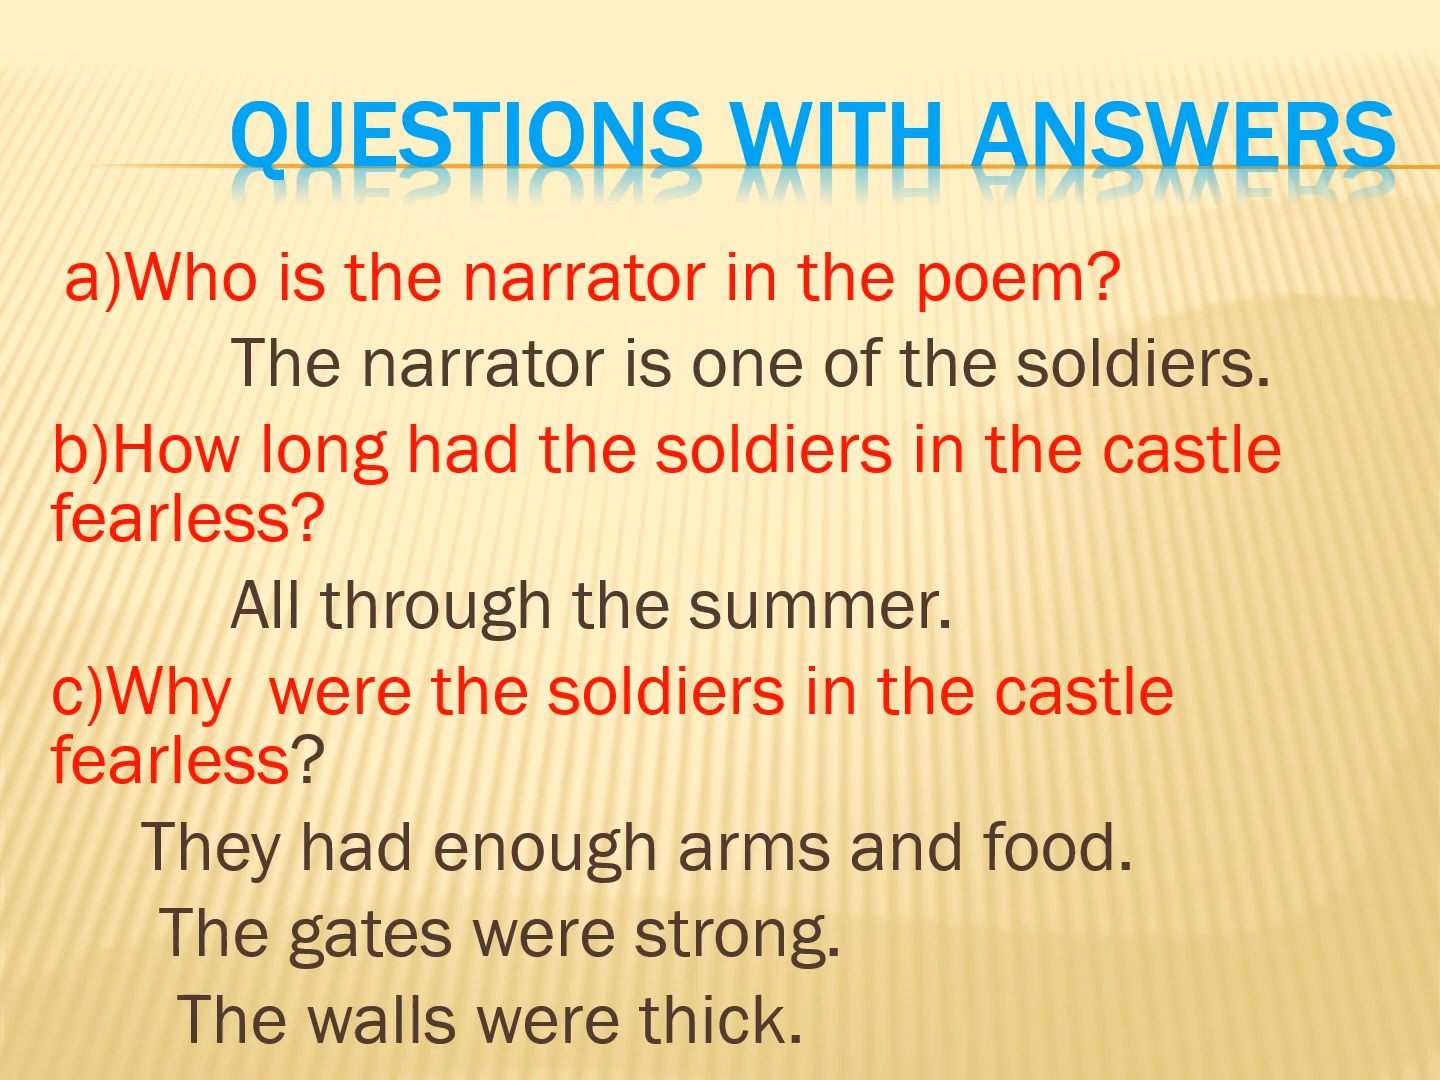 QUESTIONS WITH ANSWERS
a)Who is the narrator in the poem?
The narrator is one of the soldiers.
b)How long had the soldiers in the castle
fearless?
All through the summer.
c)Why  were the soldiers in the castle
fearless?
They had enough arms and food.
The gates were strong.
The walls were thick.